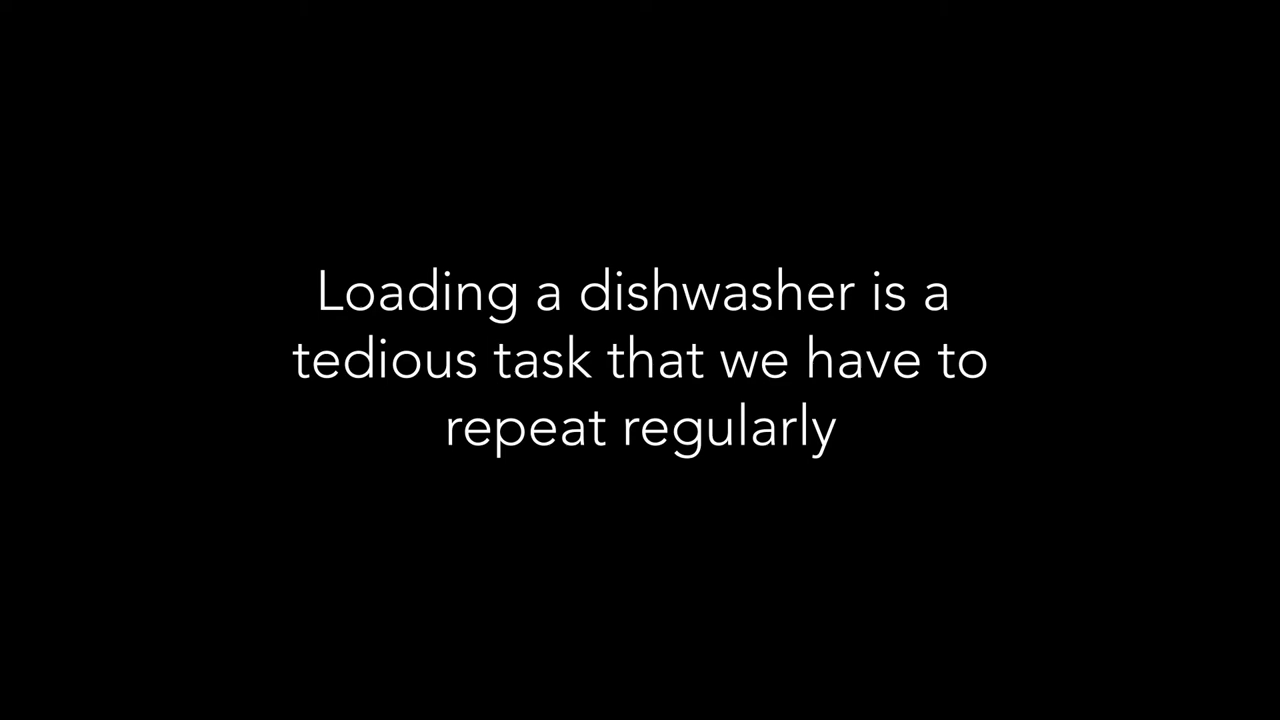 Loading a dishwasher is a
tedious task that we have to
repeat regularly